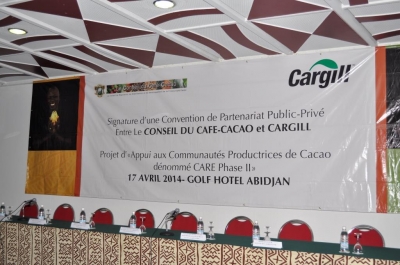 Cargill
Signature d'une Convention de Partenariat Public-Privé
Entre Le CONSEIL DU CAFE-CACAO et CARGILL
Projet d'«Appui aux Communautés Productrices de Cacao
dénommé CARE Phase II»
17 AVRIL 2014- GOLF HOTEL ABIDJAN